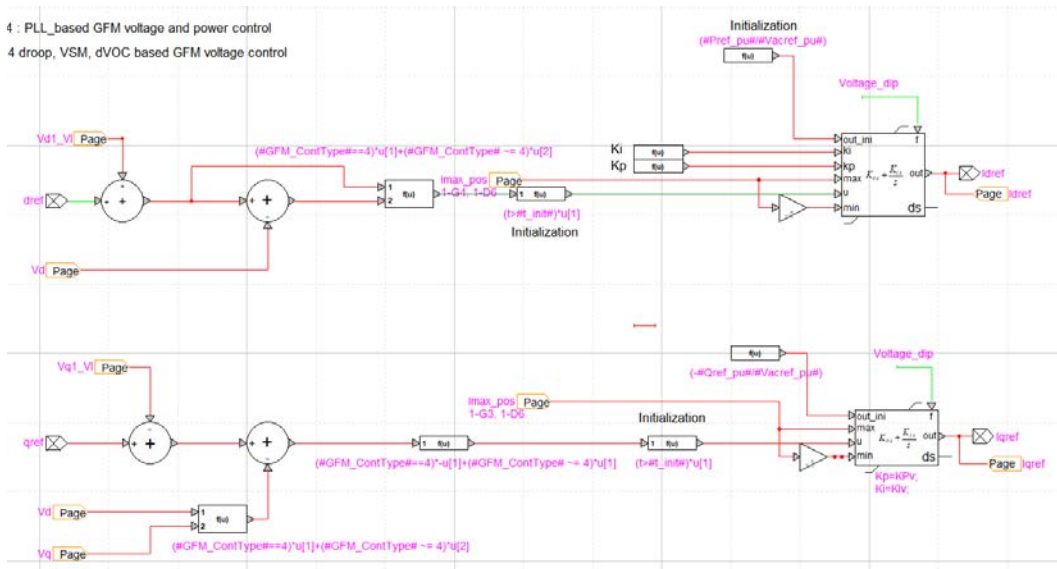 4 : PLL_based GFM voltage and power control
4 droop, VSM, dVOC based GFM voltage control
Initialization
(#Pref_pu#/#Vacref_pu#)
f(u)
Voltage_dip
Vd1_VI Page
(#GFM_ContType#==4)*u[1]+(#GFM_ContType# ~= 4)*u[2]
Ki f(u)
Kp f(u)
Imax_pos Page
1-G1, 1-D6
out_ini
ki
kp
max
u
min
f
out
ds
Idref
Page Idref
dref
1
2
f(u)
1 f(u)
(t>#t_init#)*u[1]
Initialization
Vd Page
f(u)
(-#Qref_pu#/#Vacref_pu#)
Voltage_dip
Vq1_VI Page
Imax_pos Page
1-G3, 1-D6
Initialization
out_ini
max
u
min
f
out
ds
Iqref
Page Iqref
qref
1 f(u)
(#GFM_ContType#==4)*-u[1]+(#GFM_ContType# ~= 4)*u[1]
1 f(u)
(t>#t_init#)*u[1]
Kp=KPv;
Ki=KIv;
Vd Page
1
2
f(u)
Vq Page
(#GFM_ContType#==4)*u[1]+(#GFM_ContType# ~= 4)*u[2]